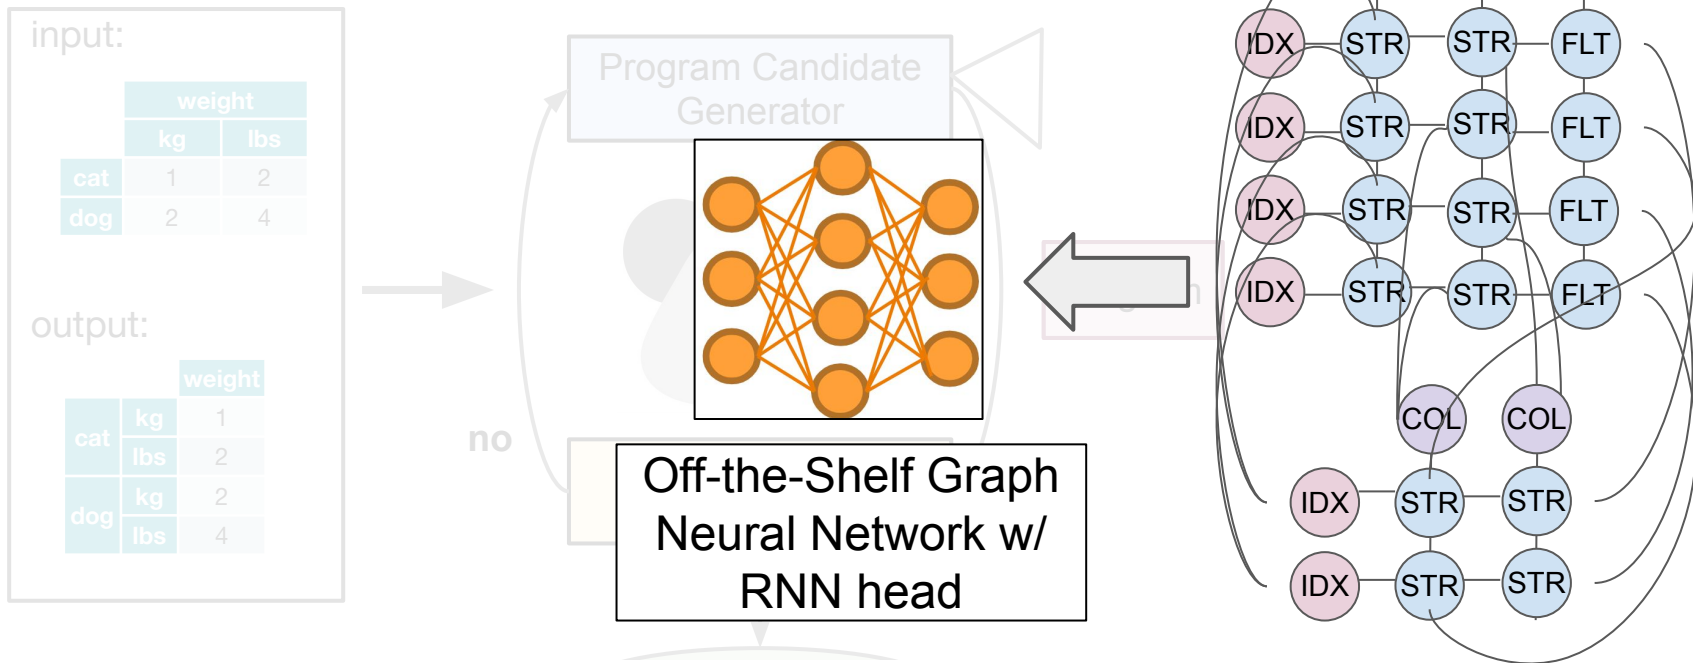 input:
weight
kg lbs
cat 1 2
dog 2 4
output:
weight
cat kg 1
lbs 2
dog kg 2
lbs 4
Program Candidate
Generator
no
Off-the-Shelf Graph
Neural Network w/
RNN head
IDX STR STR FLT
IDX STR STR FLT
IDX STR STR FLT
IDX STR STR FLT
COL COL
IDX STR STR
IDX STR STR